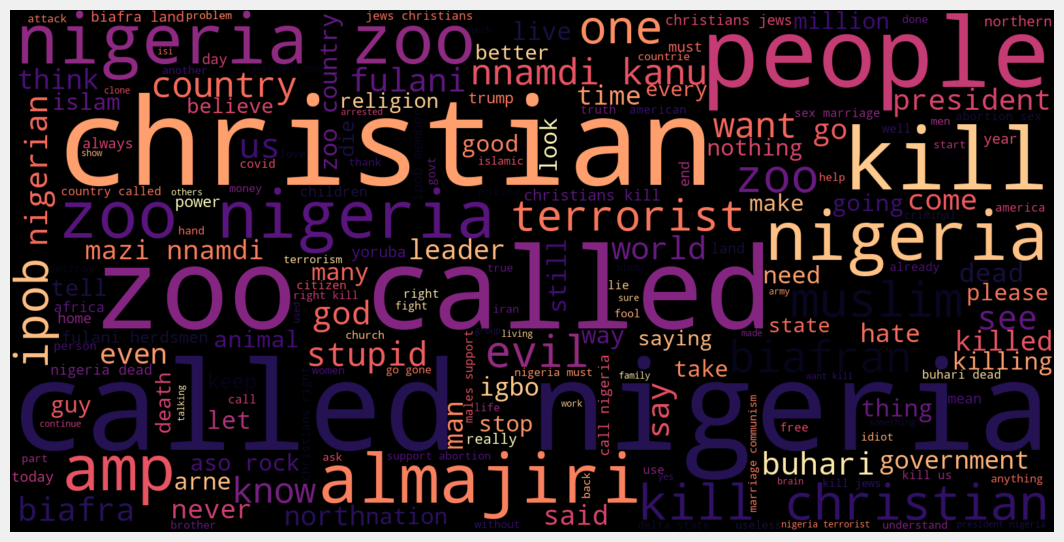 attack
biafra land
problem
jews christians
live
one
christians jews
million
done
northern
nigeria
zoo
day
isi
another
think
clone
country
zoo country
fulani
better
nnamdi kanu
must
countrie
people
islam
believe
religion
trump
time
every
president
die
christian
always
show
us
covid
arrested
look
good
islamic
truth
american
want
go
nothing
sex marriage
abortion sex
men
well
start
year
kill
nigerian
love
thank
govt
end
zoo
help
country called
others
power
money
children
christians kill
make
going
come
america
zoo nigeria
hand
terrorist
nigeria
mazi nnamdi
yoruba
leader
still
world
land
criminal
zoo called
terrorism
many
citizen
right kill
true
need
already
dead
ipob
tell
africa
home
god
right
fight
iran
lie
sure
fool
army
muslim
please
see
fulani herdsmen
animal
church
living
way
made
saying
state
hate
killed
person
even
stupid
evil
biafran
killing
nigeria dead
keep
women
go gone
males support
nigeria must
call nigeria
family
take
want kill
buhari dead
called nigeria
guy
death
talking
call
let
man
igbo
life
work
stop
really
say
thing
mean
continue
free
idiot
marriage communism
part
today
amp
aso rock
arne
ask
support abortion
back
use
yes
buhari
government
anything
brain
kill jews
kill us
almajiri
know
biafra
never
north
nation
said
without
brother
kill christian
delta state
useless
nigeria terrorist
understand
president nigeria